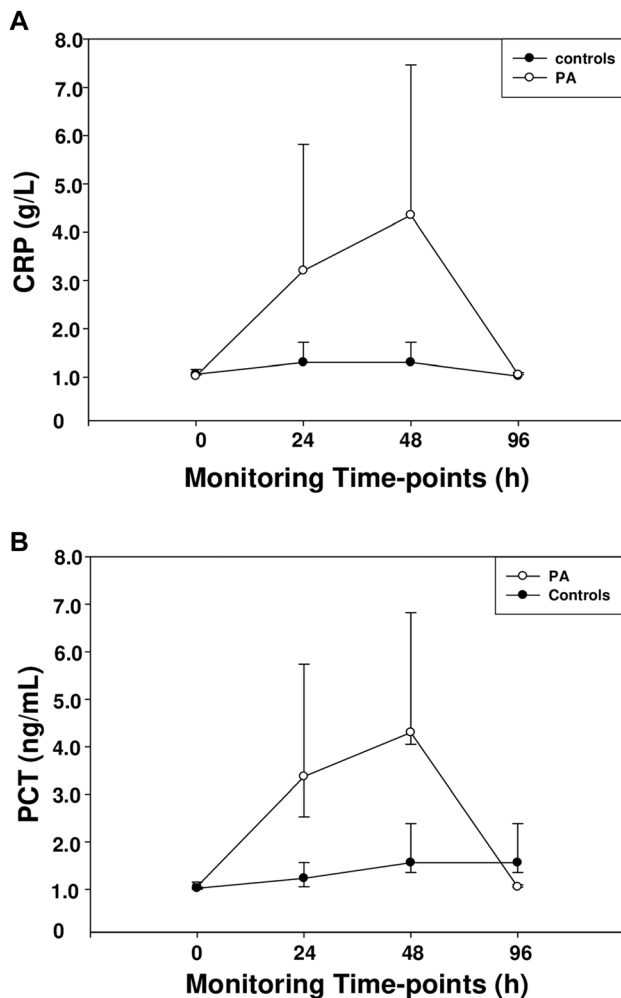 A
8.0
7.0
6.0
5.0
4.0
3.0
2.0
1.0
0
CRP (g/L)
controls
PA
0 24 48 96
Monitoring Time-points (h)
B
8.0
7.0
6.0
5.0
4.0
3.0
2.0
1.0
0
PCT (ng/mL)
PA
Controls
0 24 48 96
Monitoring Time-points (h)